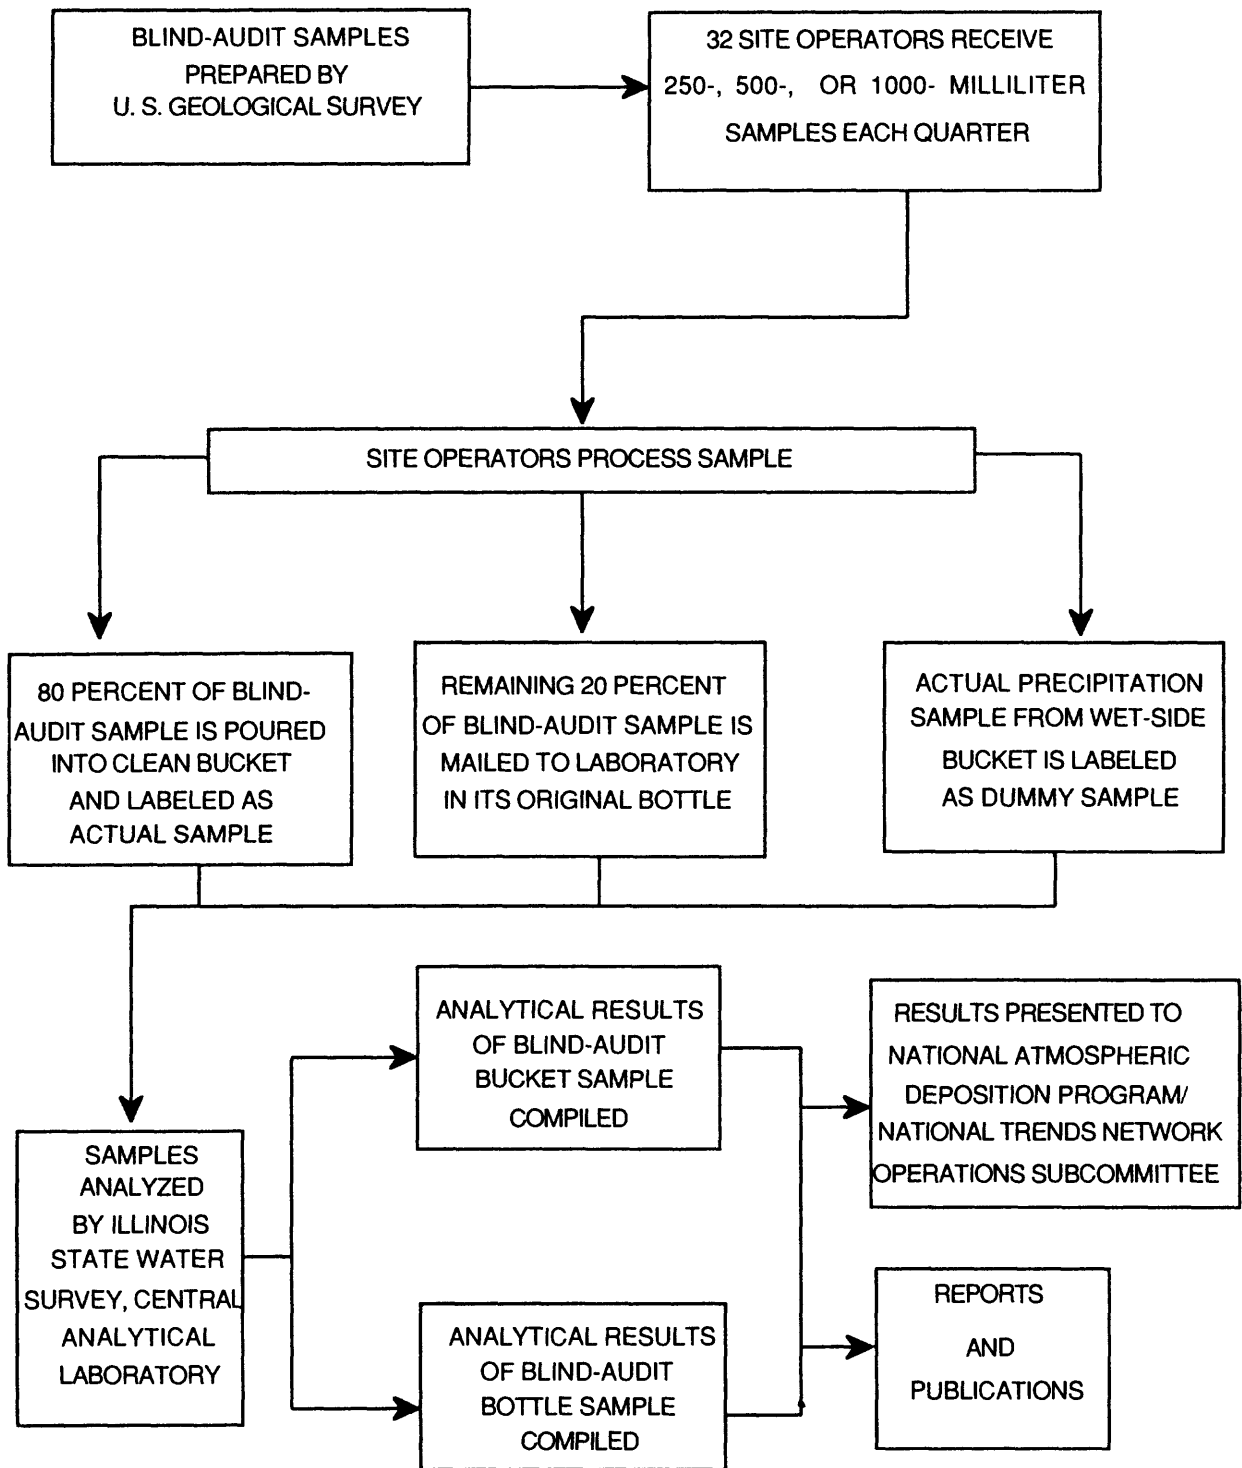 BLIND-AUDIT SAMPLES
PREPARED BY
U. S. GEOLOGICAL SURVEY
32 SITE OPERATORS RECEIVE
250-, 500-, OR 1000- MILLILITER
SAMPLES EACH QUARTER
SITE OPERATORS PROCESS SAMPLE
80 PERCENT OF BLIND-
AUDIT SAMPLE IS POURED
INTO CLEAN BUCKET
AND LABELED AS
ACTUAL SAMPLE
REMAINING 20 PERCENT
OF BLIND-AUDIT SAMPLE IS
MAILED TO LABORATORY
IN ITS ORIGINAL BOTTLE
ACTUAL PRECIPITATION
SAMPLE FROM WET-SIDE
BUCKET IS LABELED
AS DUMMY SAMPLE
SAMPLES
ANALYZED
BY ILLINOIS
STATE WATER
SURVEY, CENTRAL
ANALYTICAL
LABORATORY
ANALYTICAL RESULTS
OF BLIND-AUDIT
BUCKET SAMPLE
COMPILED
ANALYTICAL RESULTS
OF BLIND-AUDIT
BOTTLE SAMPLE
COMPILED
RESULTS PRESENTED TO
NATIONAL ATMOSPHERIC
DEPOSITION PROGRAM/
NATIONAL TRENDS NETWORK
OPERATIONS SUBCOMMITTEE
REPORTS
AND
PUBLICATIONS